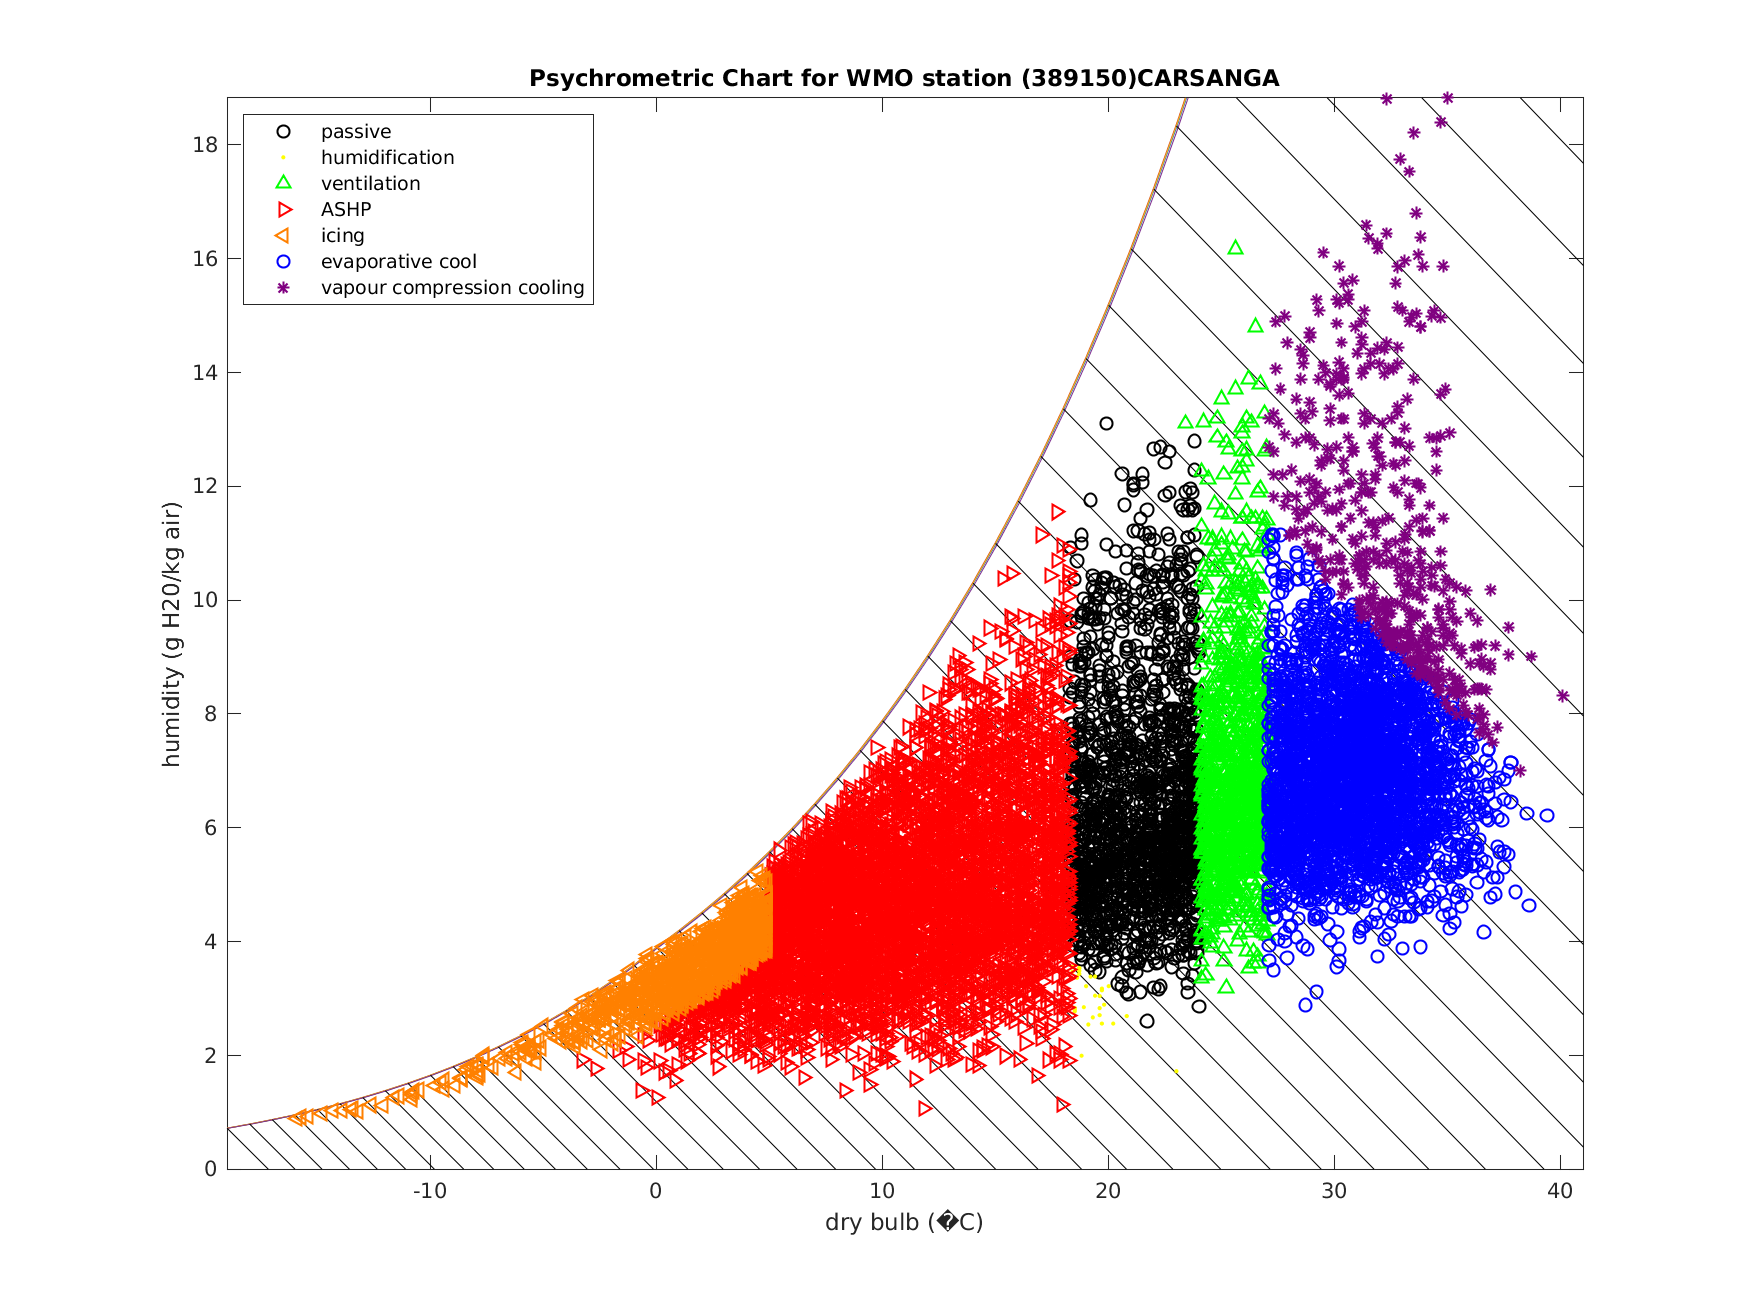 Psychrometric Chart for WMO station (389150)CARSANGA
passive
humidification
ventilation
ASHP
icing
evaporative cool
vapour compression cooling
18
16
14
12
10
8
6
4
2
0
humidity (g H20/kg air)
-10 0 10 20 30 40
dry bulb (�C)